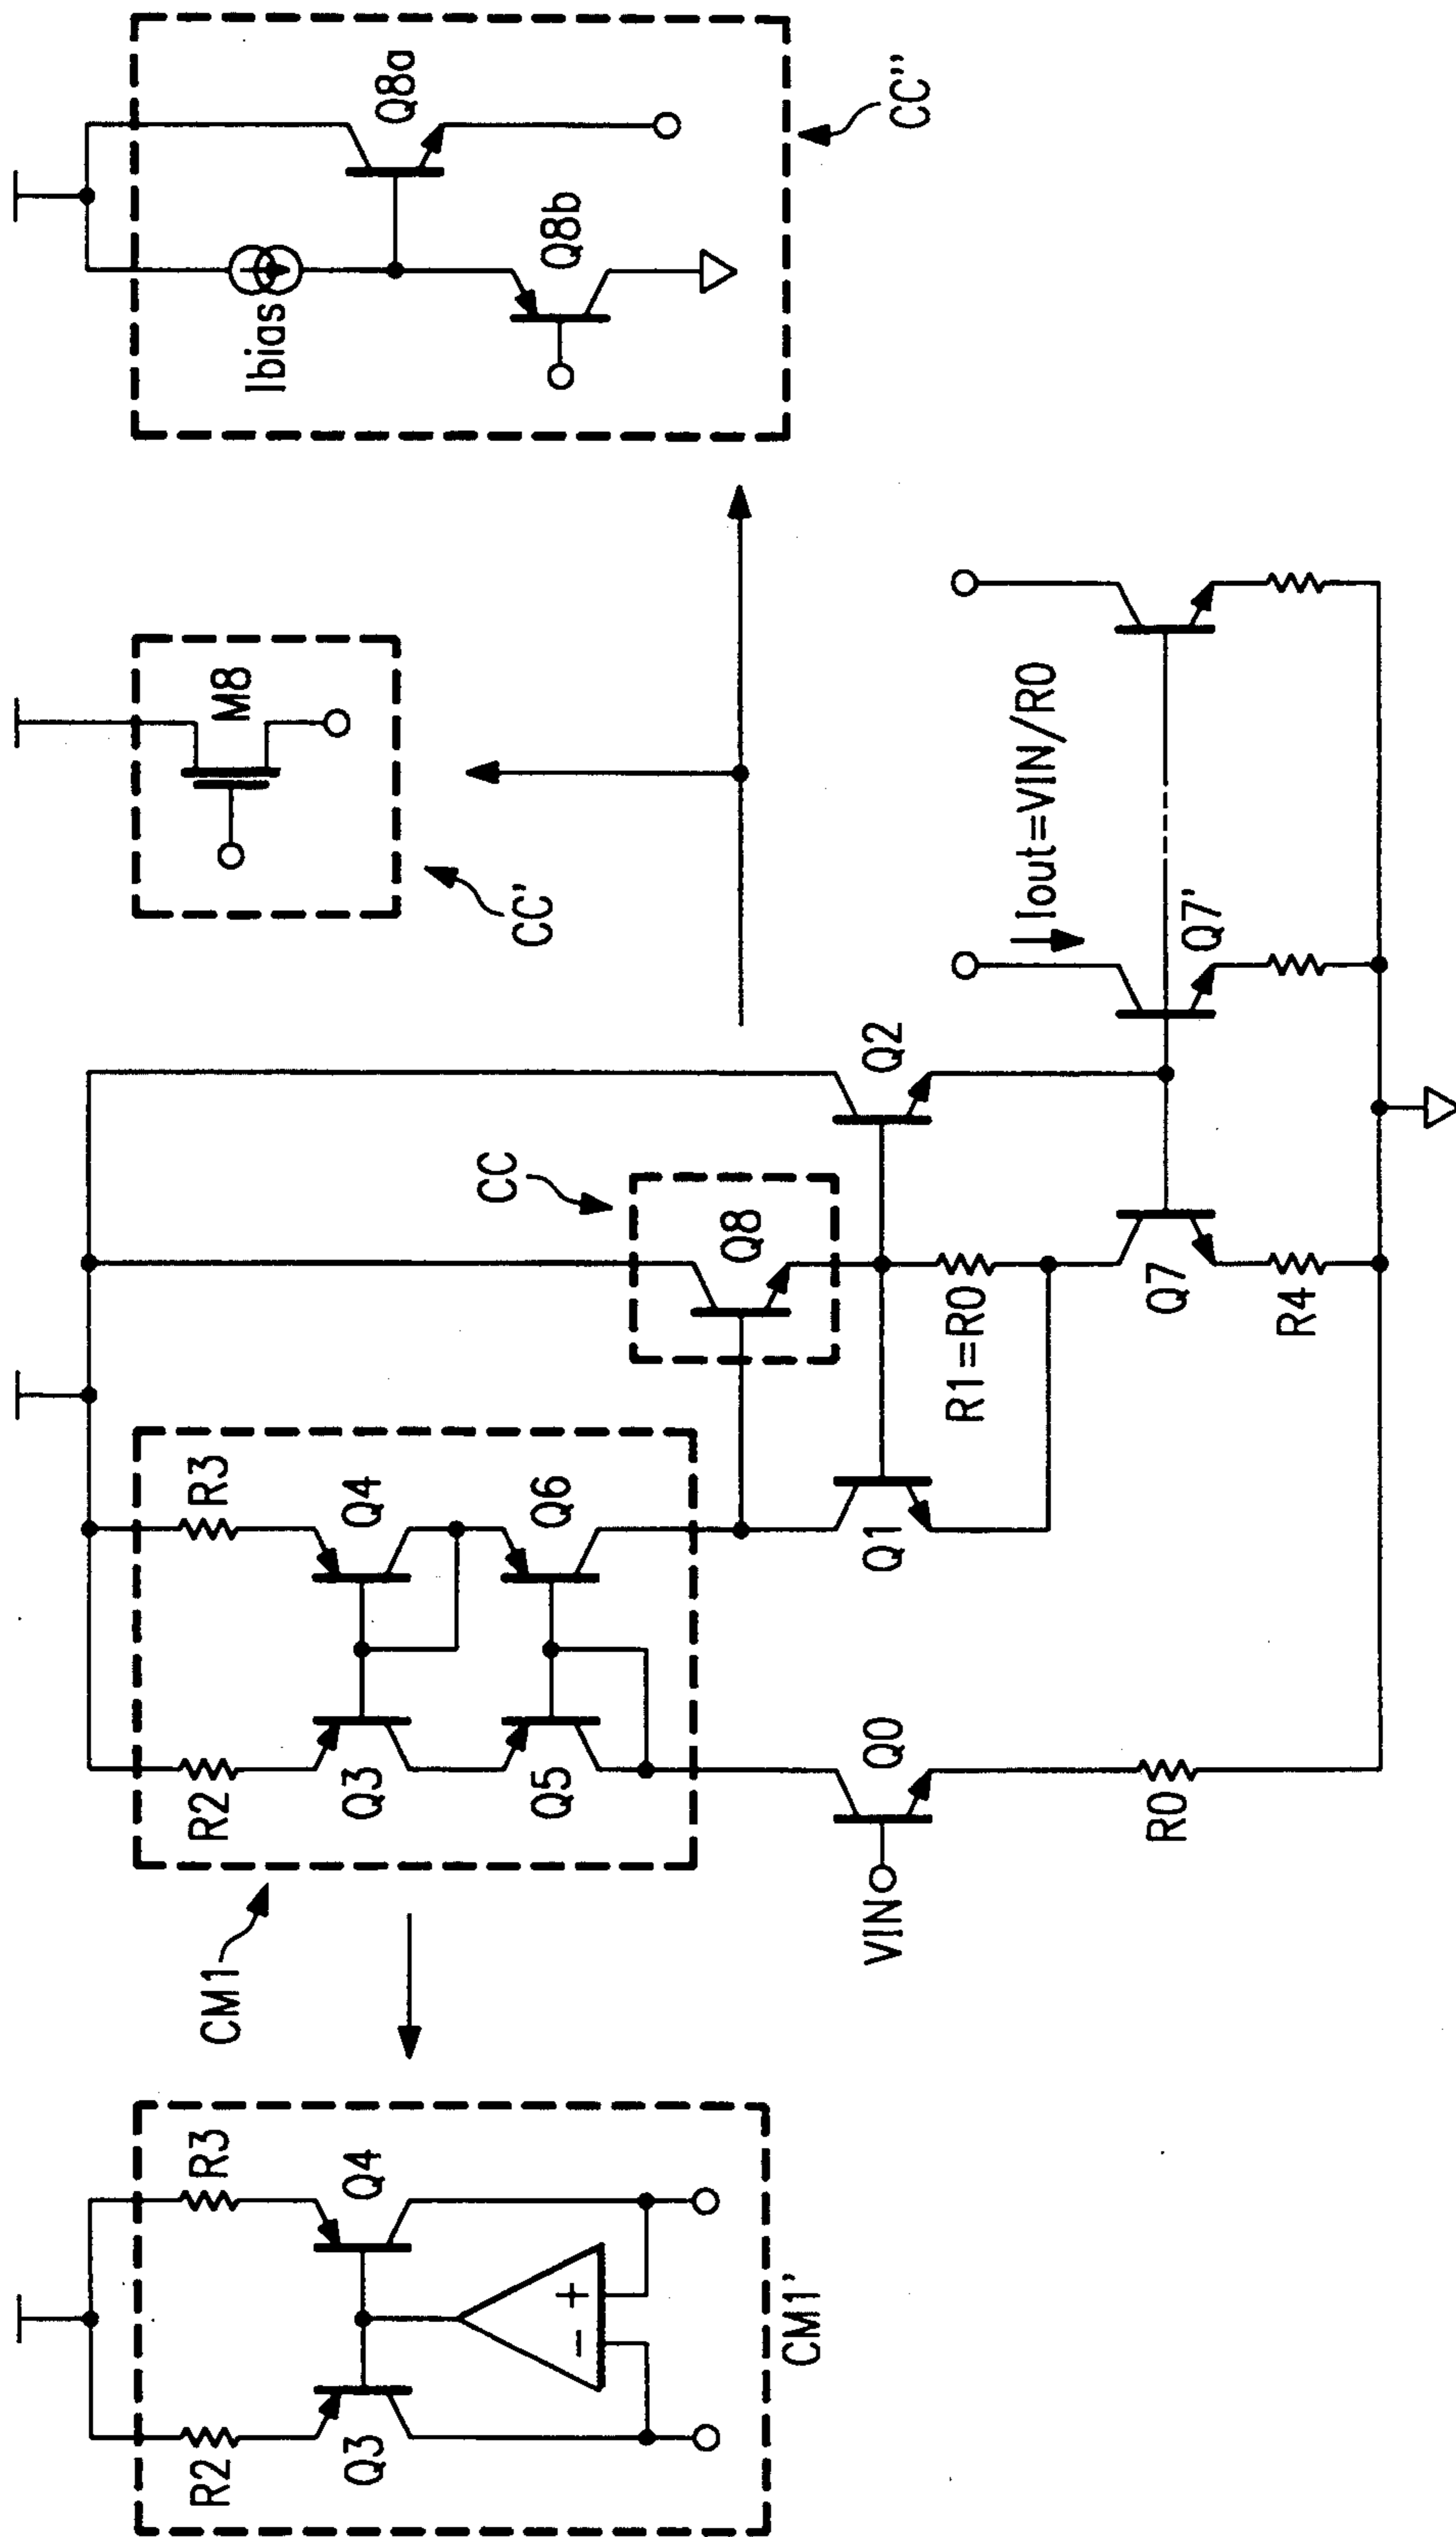 R2
R3
Q3
Q4
−
+
CM1'
CM1
R2
R3
Q3
Q4
Q5
Q6
VIN
Q0
R0
Q1
CC
Q8
R1=R0
Q2
Q7
R4
Q7'
Iout=VIN/R0
CC'
M8
Ibias
Q8a
Q8b
CC''